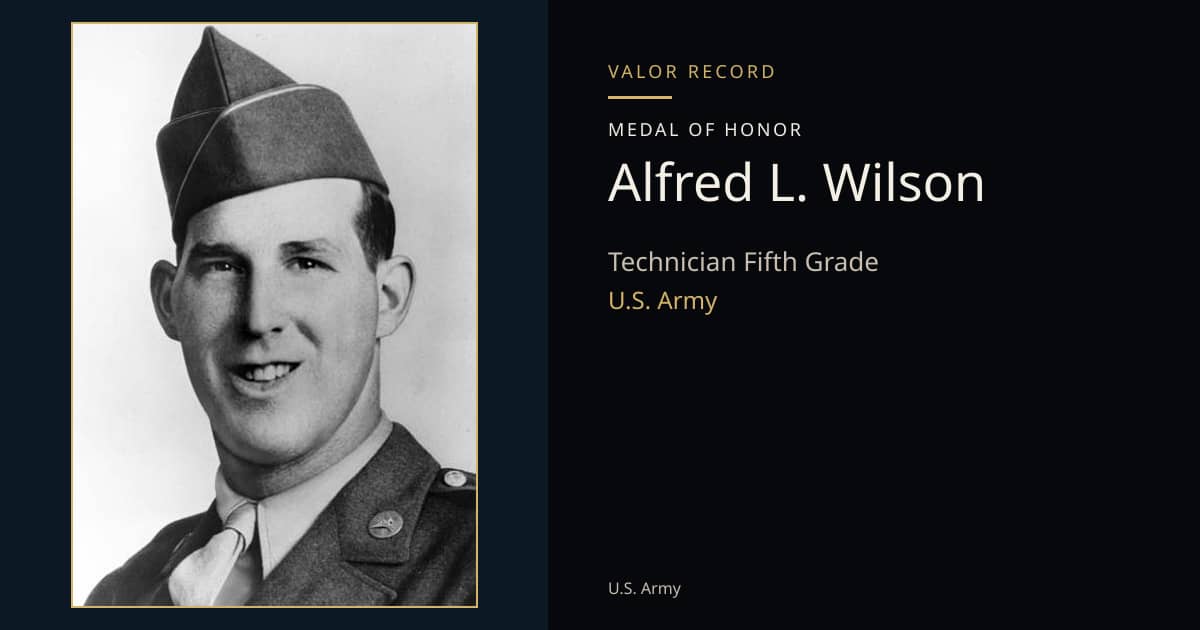 VALOR RECORD
MEDAL OF HONOR
Alfred L. Wilson
Technician Fifth Grade
U.S. Army
U.S. Army